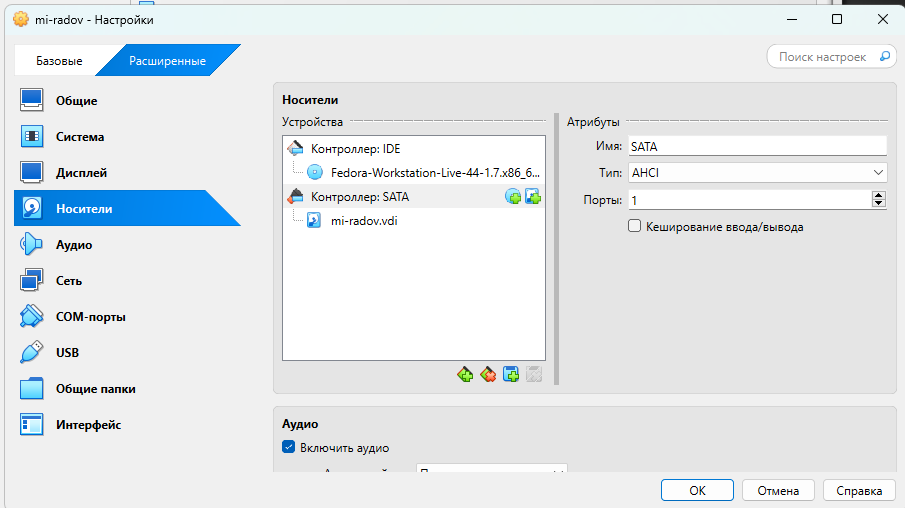 mi-radov - Настройки
Базовые
Расширенные
Поиск настроек
Общие
Система
Дисплей
Носители
Аудио
Сеть
COM-порты
USB
Общие папки
Интерфейс
Носители
Устройства
Контроллер: IDE
Fedora-Workstation-Live-44-1.7.x86_6...
Контроллер: SATA
mi-radov.vdi
Атрибуты
Имя: SATA
Тип: AHCI
Порты: 1
Кеширование ввода/вывода
Аудио
Включить аудио
OK
Отмена
Справка